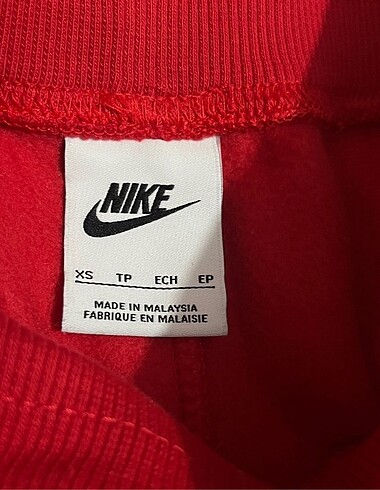 NIKE
XS TP ECH EP
MADE IN MALAYSIA
FABRIQUE EN MALAISIE